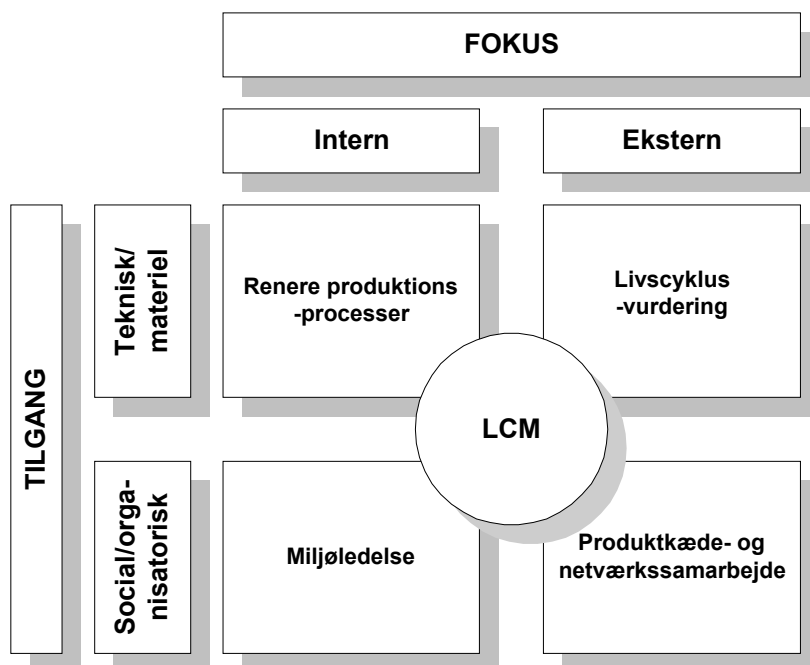 FOKUS
Intern
Ekstern
TILGANG
Teknisk/
materiel
Renere produktions
-processer
Livscyklus
-vurdering
LCM
Social/orga-
nisatorisk
Miljøledelse
Produktkæde- og
netværkssamarbejde